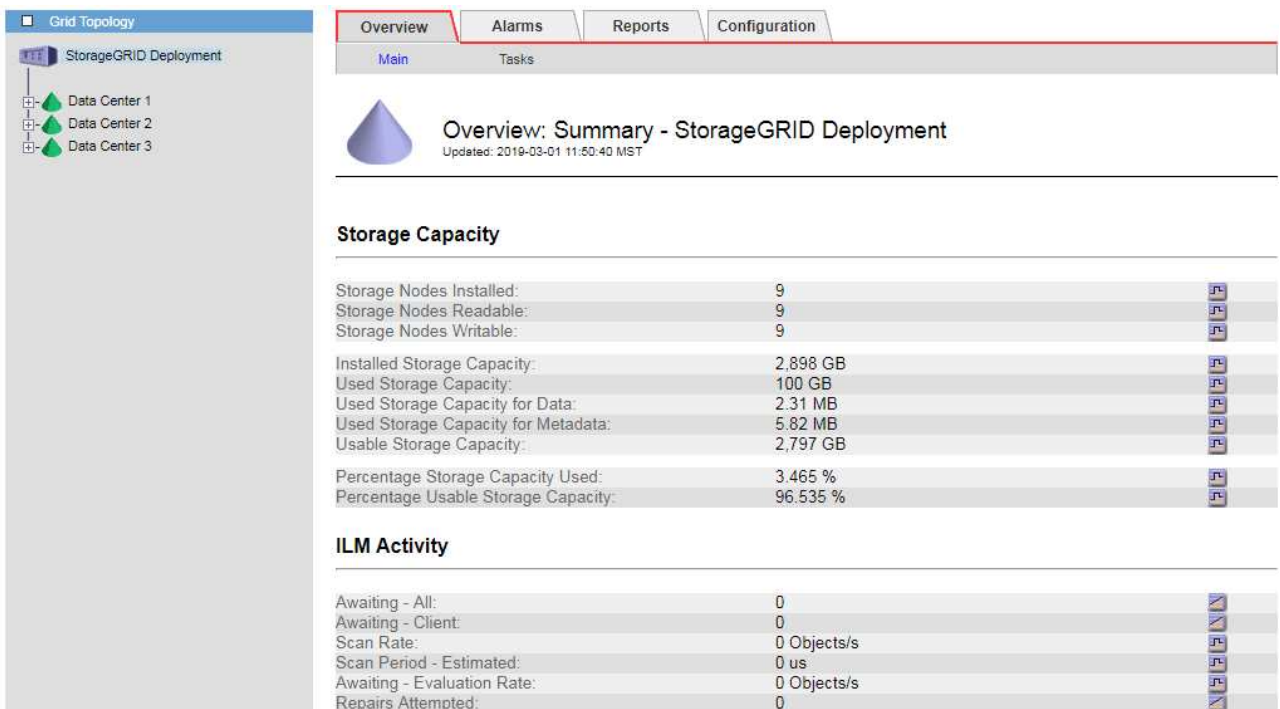 Grid Topology
StorageGRID Deployment
Data Center 1
Data Center 2
Data Center 3
Overview Alarms Reports Configuration
Main Tasks
Overview: Summary - StorageGRID Deployment
Updated: 2019-03-01 11:50:40 MST
Storage Capacity
Storage Nodes Installed: 9
Storage Nodes Readable: 9
Storage Nodes Writable: 9
Installed Storage Capacity: 2,898 GB
Used Storage Capacity: 100 GB
Used Storage Capacity for Data: 2.31 MB
Used Storage Capacity for Metadata: 5.82 MB
Usable Storage Capacity: 2,797 GB
Percentage Storage Capacity Used: 3.465 %
Percentage Usable Storage Capacity: 96.535 %
ILM Activity
Awaiting - All: 0
Awaiting - Client: 0
Scan Rate: 0 Objects/s
Scan Period - Estimated: 0 us
Awaiting - Evaluation Rate: 0 Objects/s
Repairs Attempted: 0